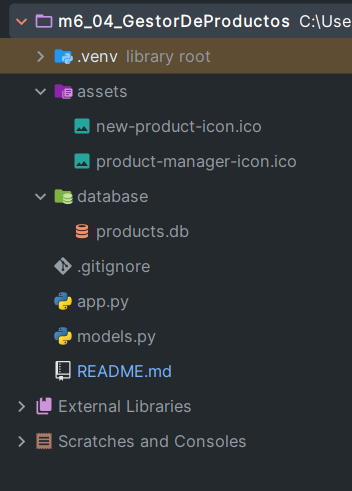 m6_04_GestorDeProductos C:\Use
.venv library root
assets
new-product-icon.ico
product-manager-icon.ico
database
products.db
.gitignore
app.py
models.py
README.md
External Libraries
Scratches and Consoles